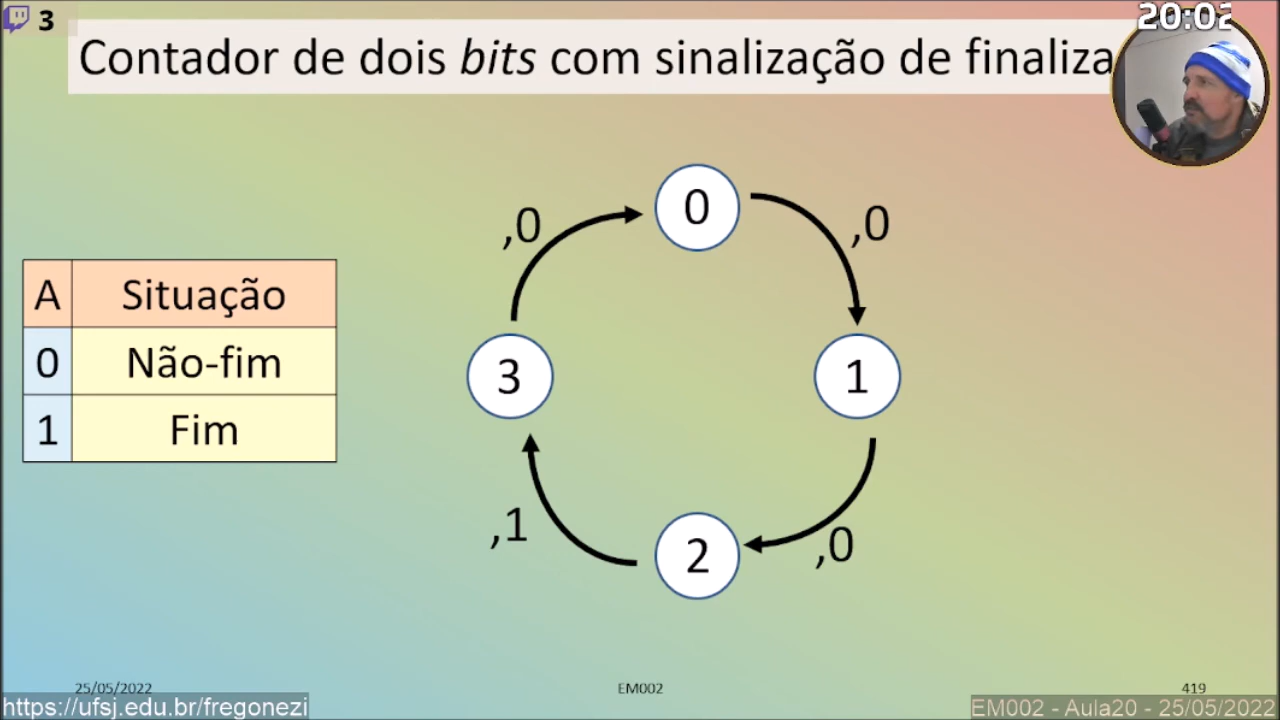 3
20:02
Contador de dois bits com sinalização de finaliza
0
,0
,0
A Situação
0 Não-fim
1 Fim
3
1
,1
2
,0
25/05/2022
EM002
419
https://ufsj.edu.br/fregonezi
EM002 - Aula20 - 25/05/2022